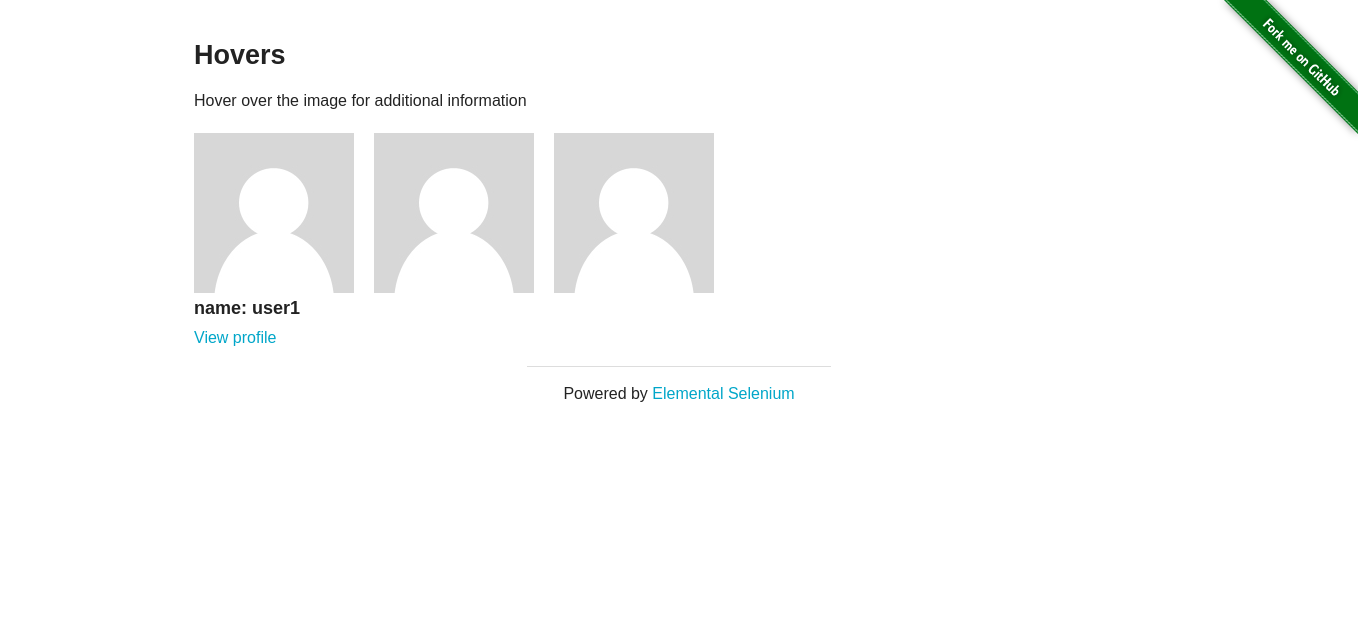 Fork me on GitHub
Hovers
Hover over the image for additional information
name: user1
View profile
Powered by Elemental Selenium